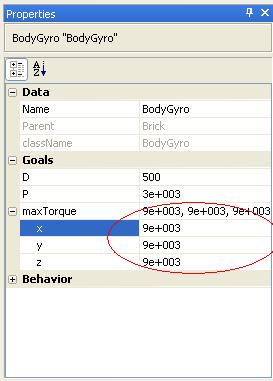 Properties
BodyGyro "BodyGyro"
Data
Name BodyGyro
Parent Brick
className BodyGyro
Goals
D 500
P 3e+003
maxTorque 9e+003, 9e+003, 9e+003
x 9e+003
y 9e+003
z 9e+003
Behavior